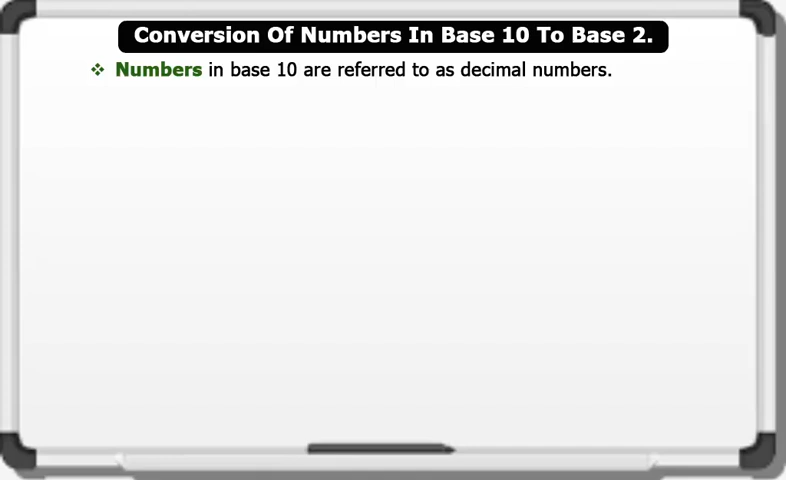 Conversion Of Numbers In Base 10 To Base 2.
❖ Numbers in base 10 are referred to as decimal numbers.